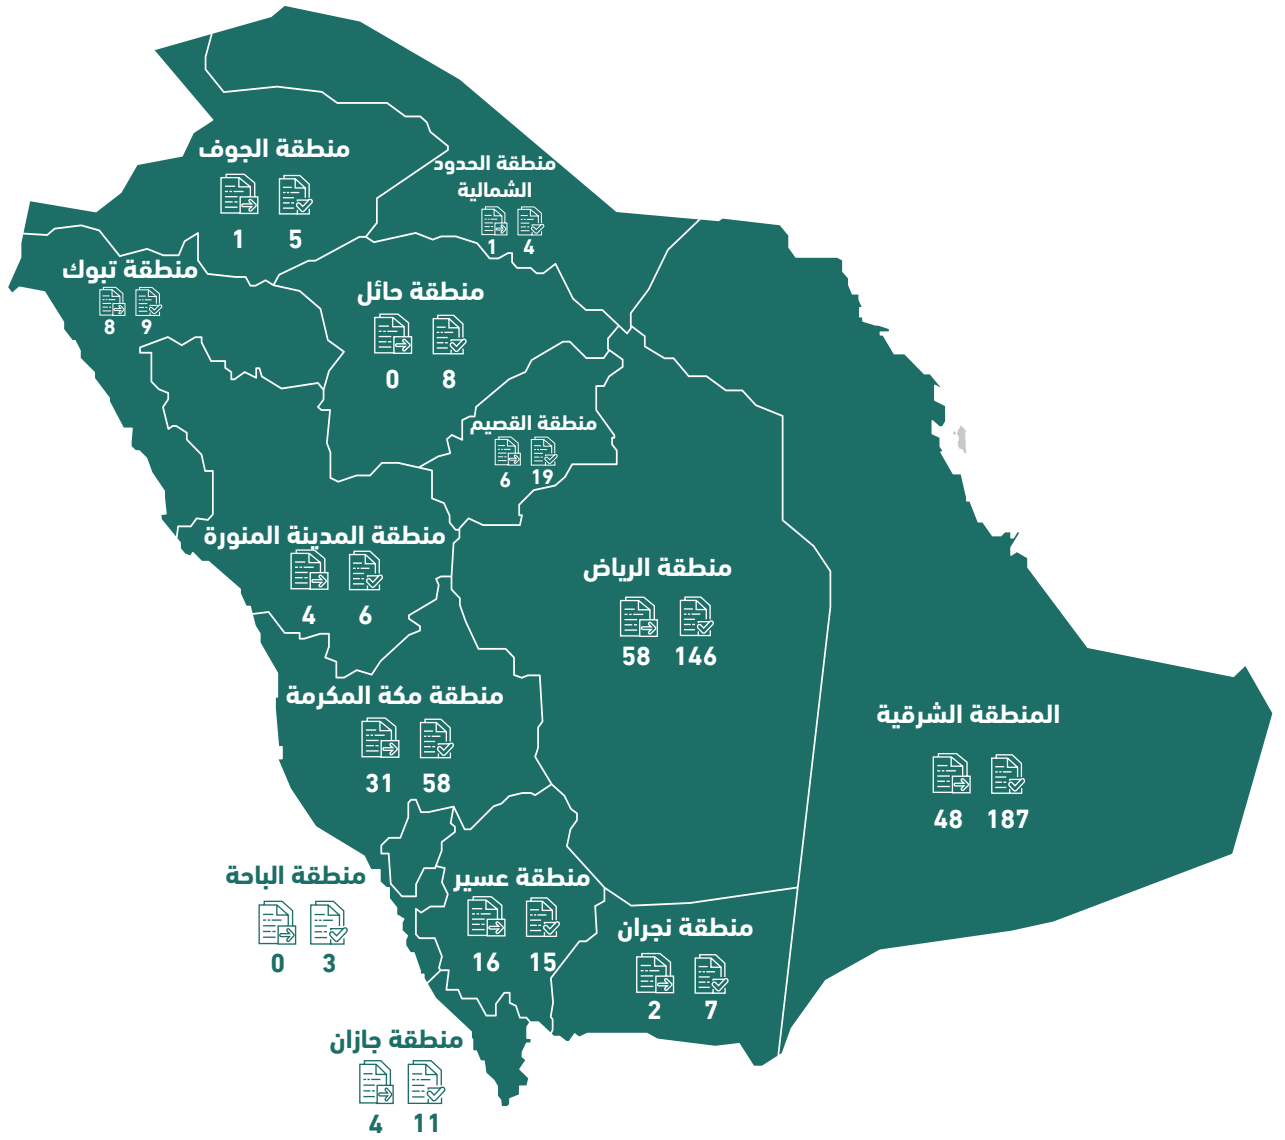 منطقة الجوف
1 5
منطقة الحدود
الشمالية
1 4
منطقة تبوك
8 9
منطقة حائل
0 8
منطقة القصيم
6 19
منطقة المدينة المنورة
4 6
منطقة الرياض
58 146
منطقة مكة المكرمة
31 58
المنطقة الشرقية
48 187
منطقة الباحة
0 3
منطقة عسير
16 15
منطقة نجران
2 7
منطقة جازان
4 11